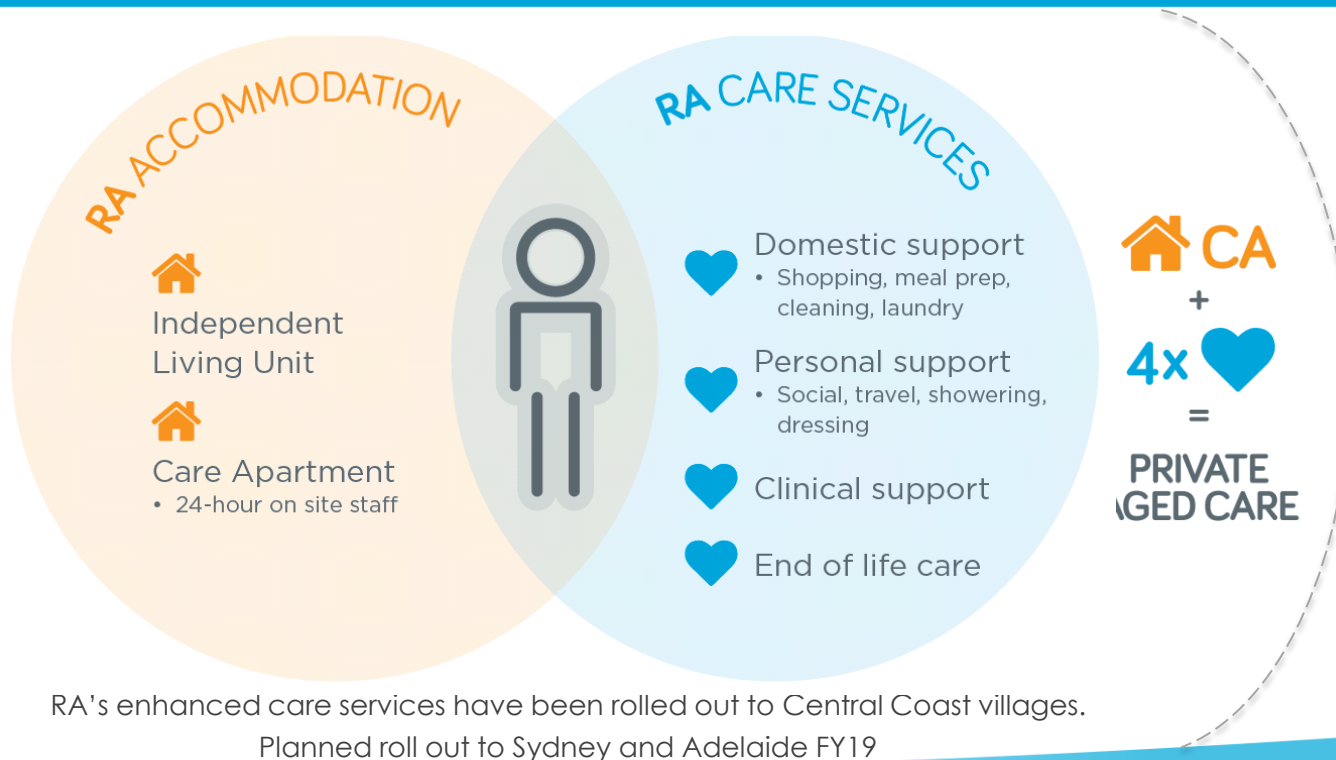 RA ACCOMMODATION
Independent
Living Unit
Care Apartment
• 24-hour on site staff
RA CARE SERVICES
Domestic support
• Shopping, meal prep,
cleaning, laundry
Personal support
• Social, travel, showering,
dressing
Clinical support
End of life care
CA
+
4x
=
PRIVATE
AGED CARE
RA's enhanced care services have been rolled out to Central Coast villages.
Planned roll out to Sydney and Adelaide FY19